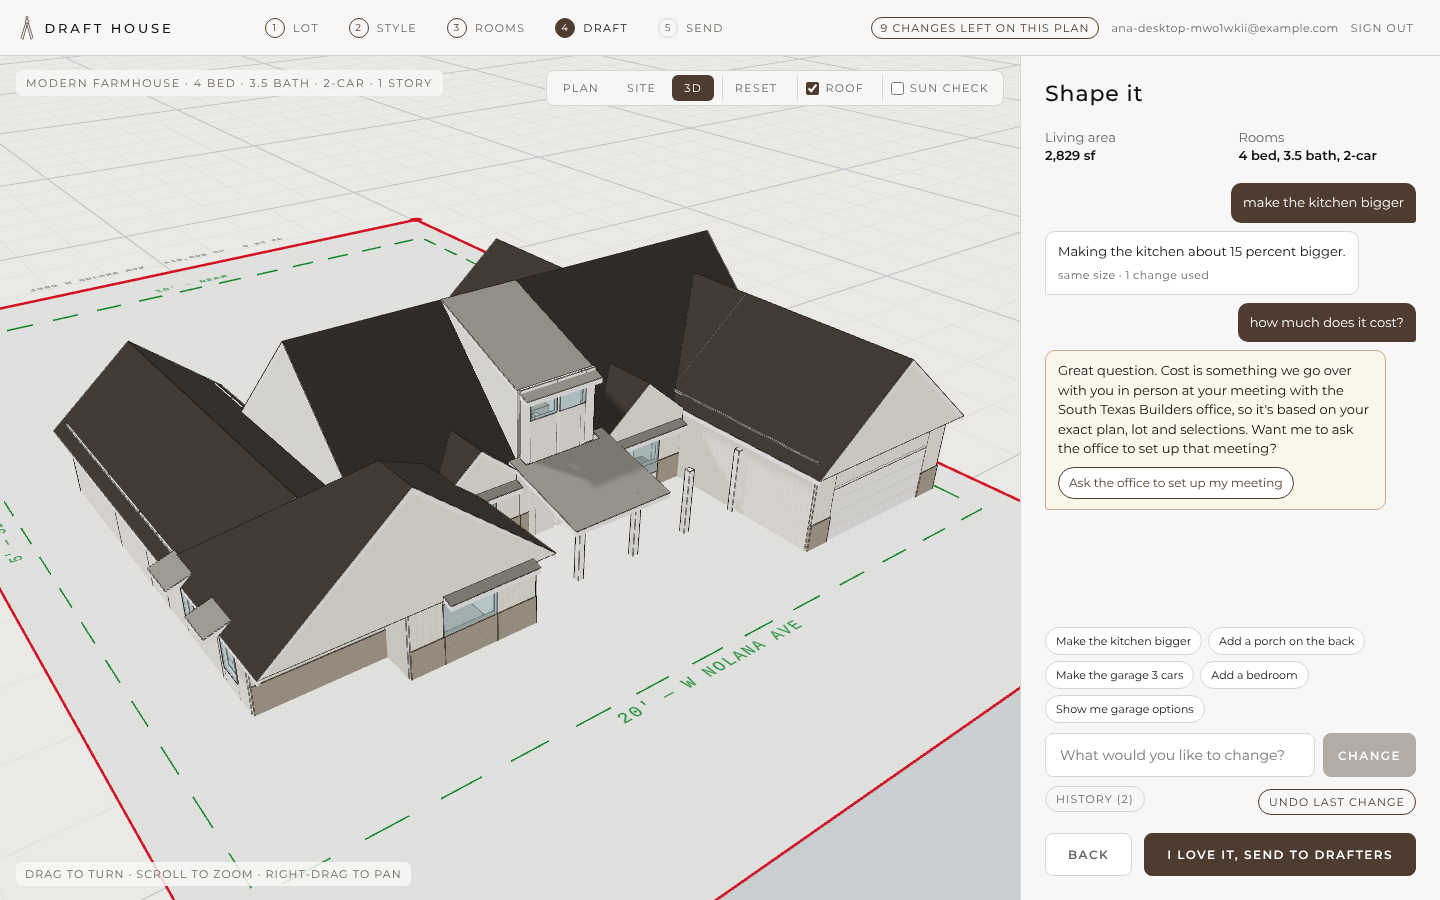 DRAFT HOUSE
1 LOT
2 STYLE
3 ROOMS
4 DRAFT
5 SEND
9 CHANGES LEFT ON THIS PLAN
ana-desktop-mwo1wkii@example.com
SIGN OUT
MODERN FARMHOUSE · 4 BED · 3.5 BATH · 2-CAR · 1 STORY
PLAN
SITE
3D
RESET
ROOF
SUN CHECK
Shape it
Living area
2,829 sf
Rooms
4 bed, 3.5 bath, 2-car
make the kitchen bigger
Making the kitchen about 15 percent bigger.
same size · 1 change used
how much does it cost?
Great question. Cost is something we go over
with you in person at your meeting with the
South Texas Builders office, so it's based on your
exact plan, lot and selections. Want me to ask
the office to set up that meeting?
Ask the office to set up my meeting
20' — W NOLANA AVE
Make the kitchen bigger
Add a porch on the back
Make the garage 3 cars
Add a bedroom
Show me garage options
What would you like to change?
CHANGE
HISTORY (2)
UNDO LAST CHANGE
BACK
I LOVE IT, SEND TO DRAFTERS
DRAG TO TURN · SCROLL TO ZOOM · RIGHT-DRAG TO PAN